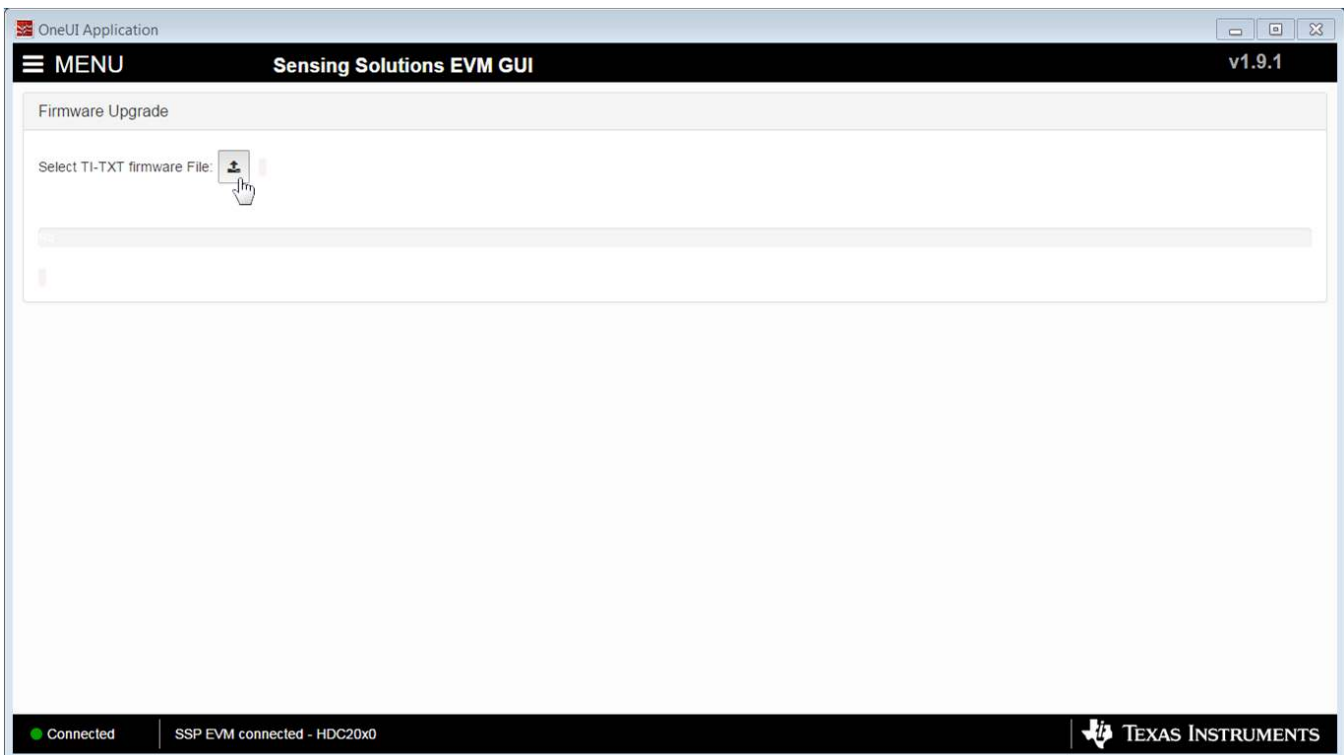 OneUI Application
MENU
Sensing Solutions EVM GUI
v1.9.1
Firmware Upgrade
Select TI-TXT firmware File:
Connected
SSP EVM connected - HDC20x0
TEXAS INSTRUMENTS